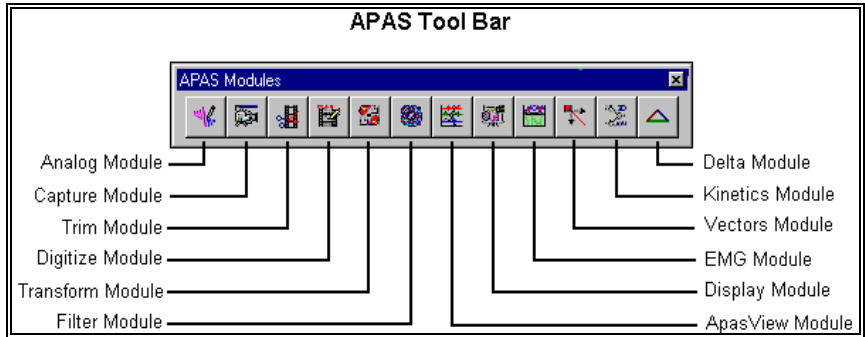 APAS Tool Bar
APAS Modules
Analog Module
Capture Module
Trim Module
Digitize Module
Transform Module
Filter Module
Delta Module
Kinetics Module
Vectors Module
EMG Module
Display Module
ApasView Module